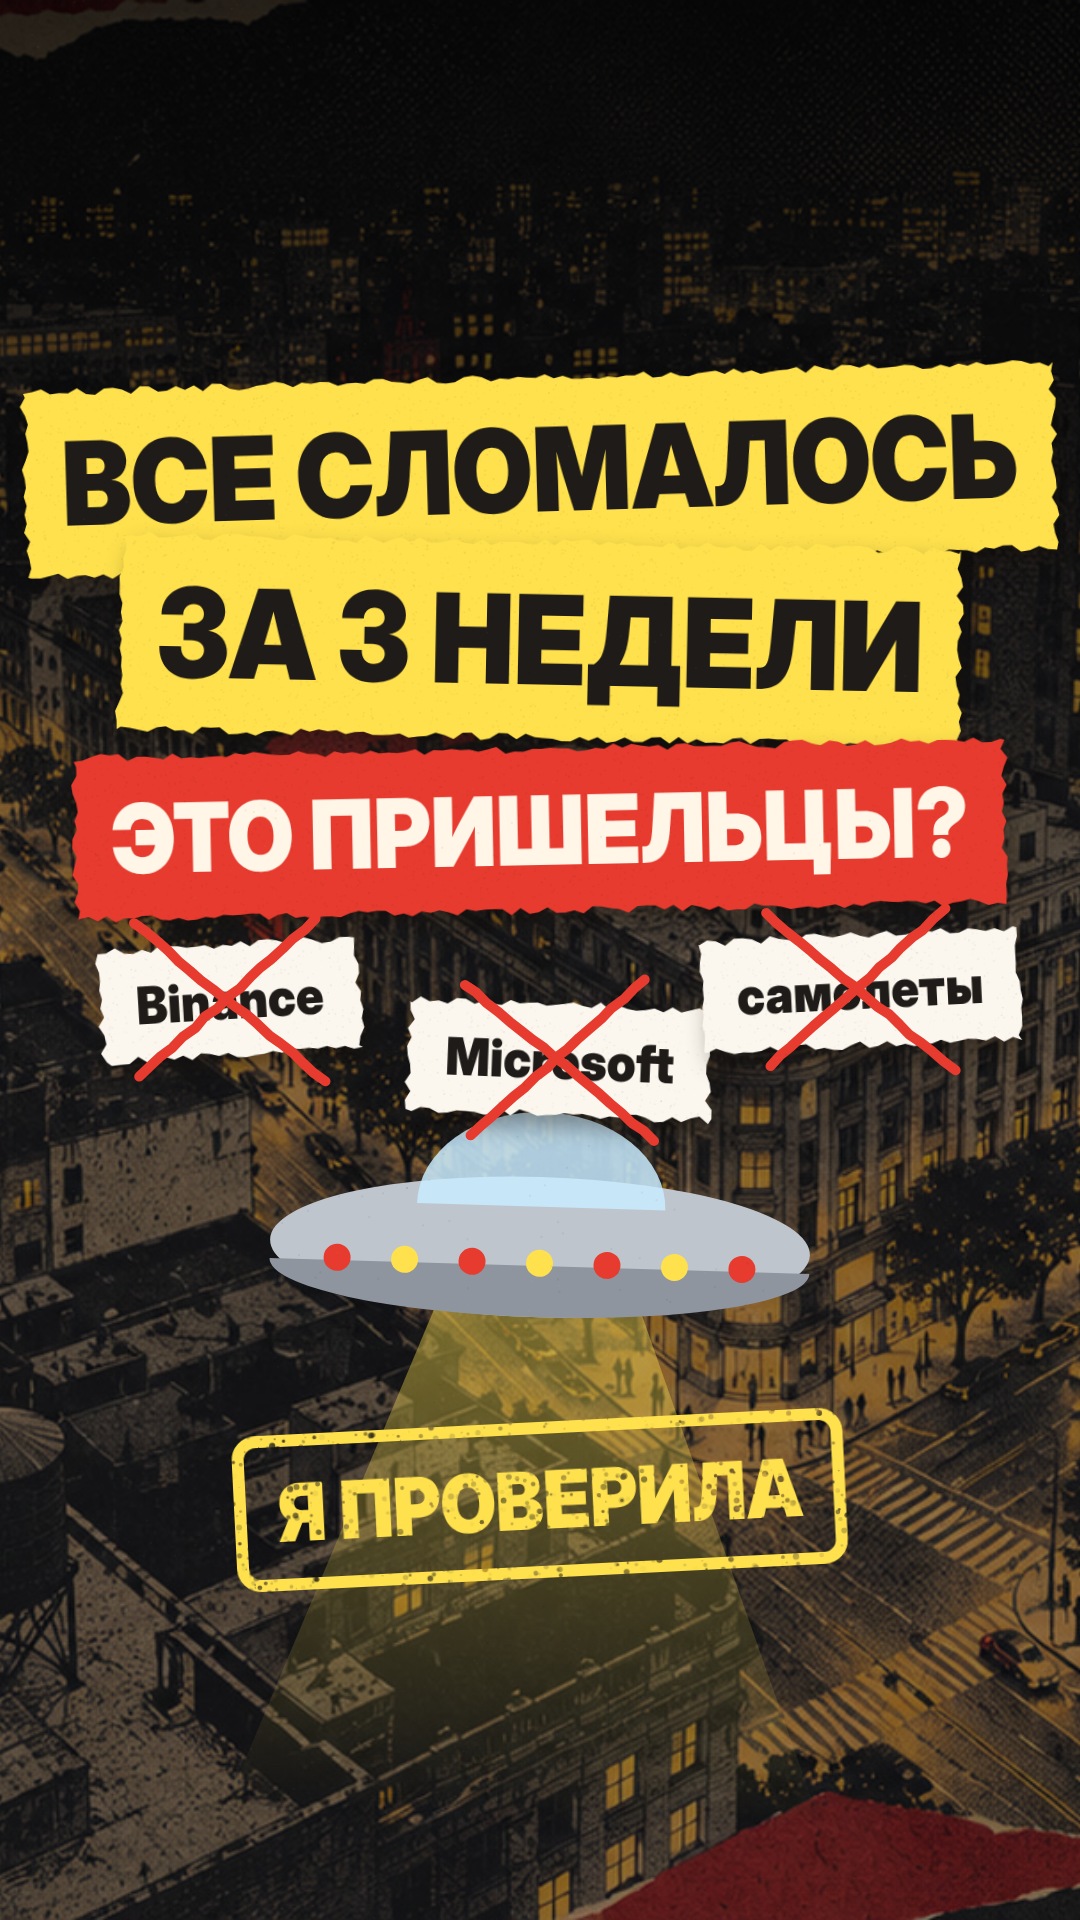 ВСЕ СЛОМАЛОСЬ
ЗА 3 НЕДЕЛИ
ЭТО ПРИШЕЛЬЦЫ?
Binance
Microsoft
самолеты
Я ПРОВЕРИЛА